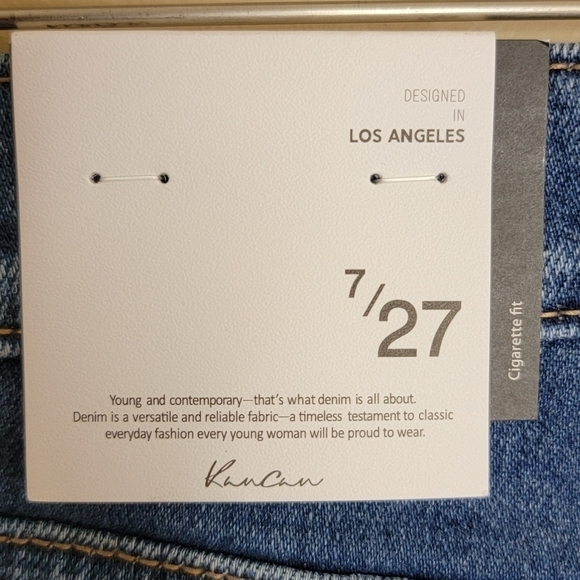 DESIGNED
IN
LOS ANGELES
7/27
Cigarette fit
Young and contemporary—that's what denim is all about.
Denim is a versatile and reliable fabric—a timeless testament to classic
everyday fashion every young woman will be proud to wear.
KanCan